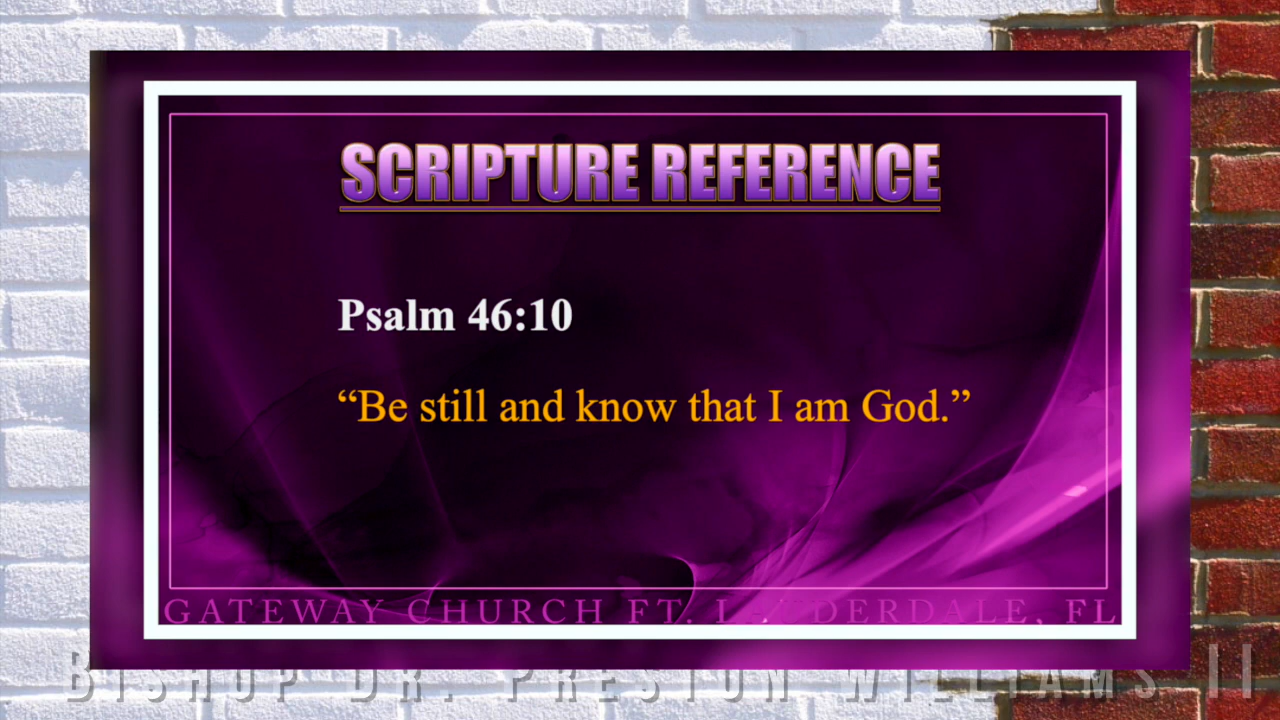 SCRIPTURE REFERENCE
Psalm 46:10
“Be still and know that I am God.”
GATEWAY CHURCH FT. LAUDERDALE, FL
BISHOP DR. PRESTON WILLIAMS II